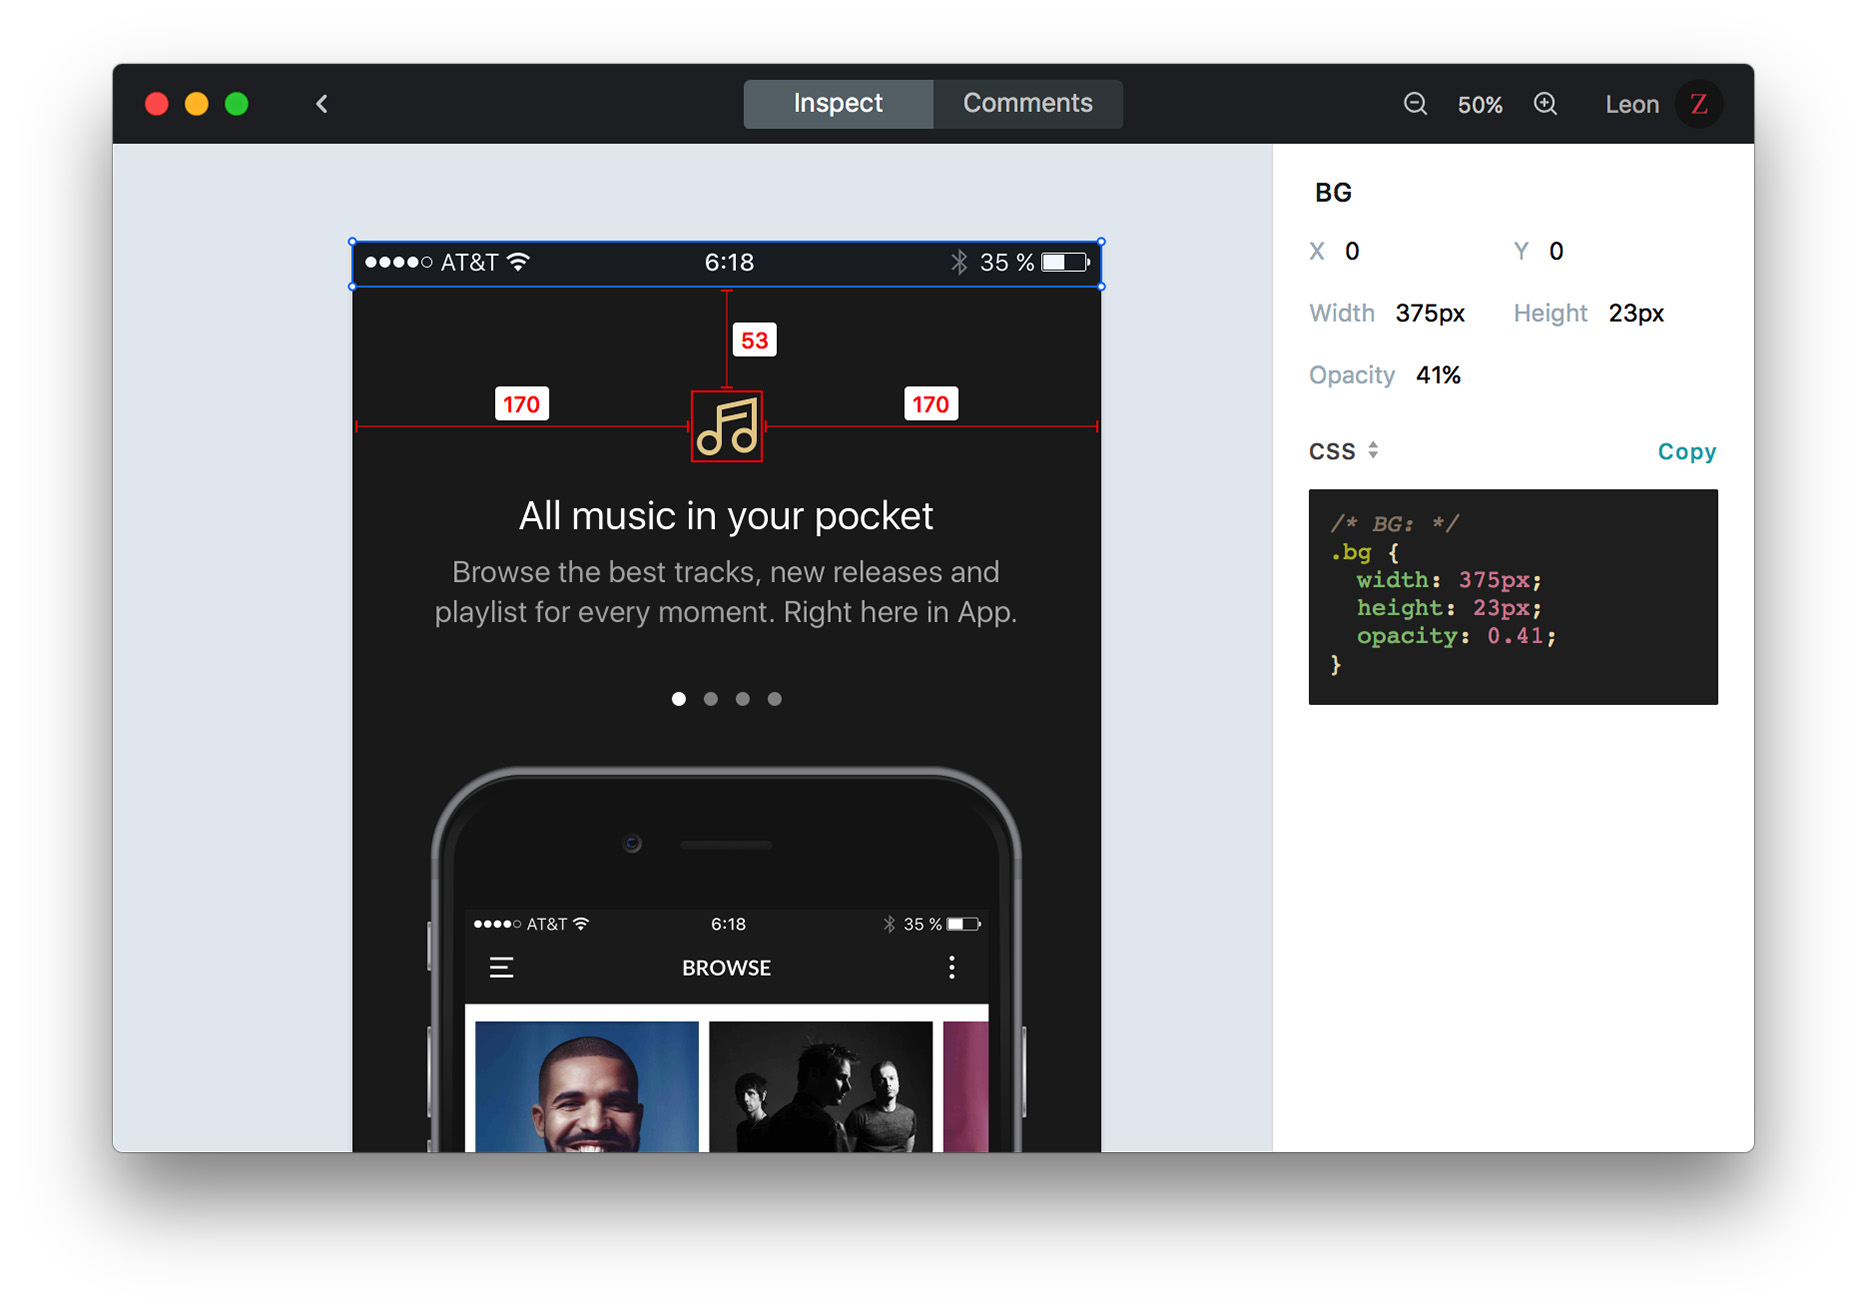 Inspect Comments 50% Leon Z
BG
X 0 Y 0
Width 375px Height 23px
Opacity 41%
CSS Copy
/* BG: */
.bg {
width: 375px;
height: 23px;
opacity: 0.41;
}
AT&T 6:18 35 %
53
170 170
All music in your pocket
Browse the best tracks, new releases and
playlist for every moment. Right here in App.
AT&T 6:18 35 %
BROWSE